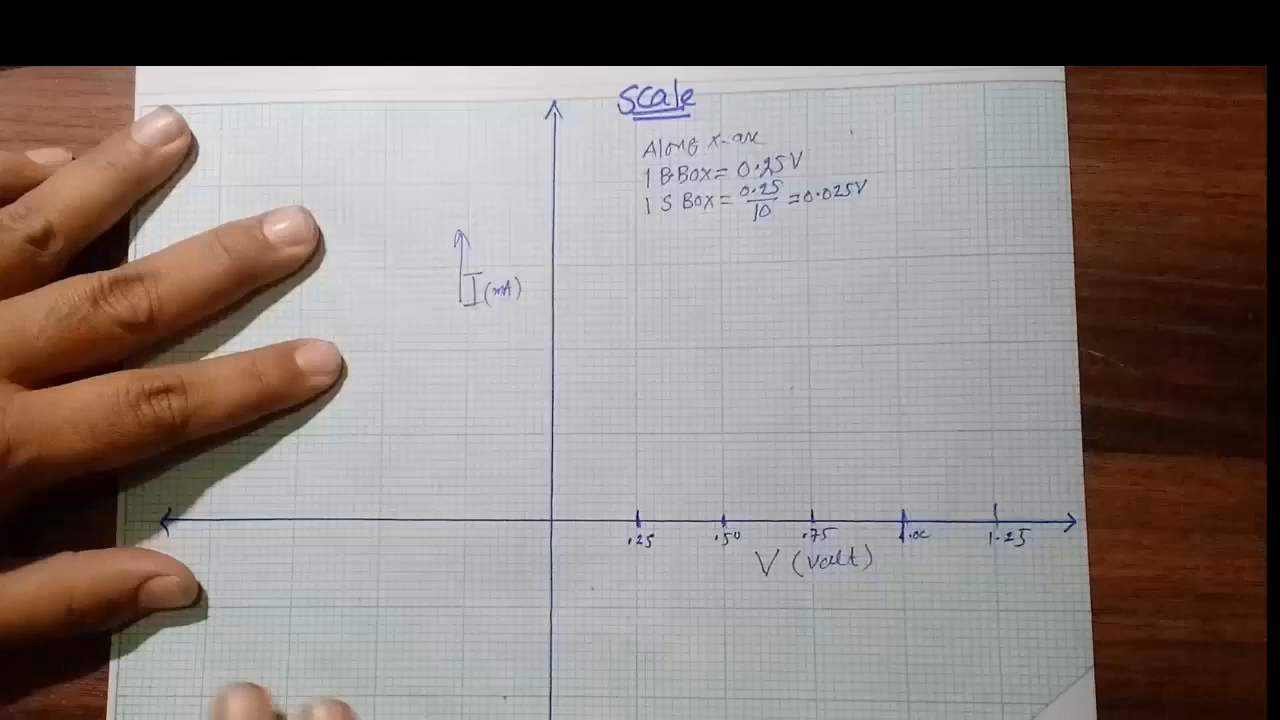 Scale
Along x-axe
1 B Box = 0.25V
1 S Box = 0.25/10 = 0.025V
I (mA)
.25 .50 .75 1.00 1.25
V (volt)